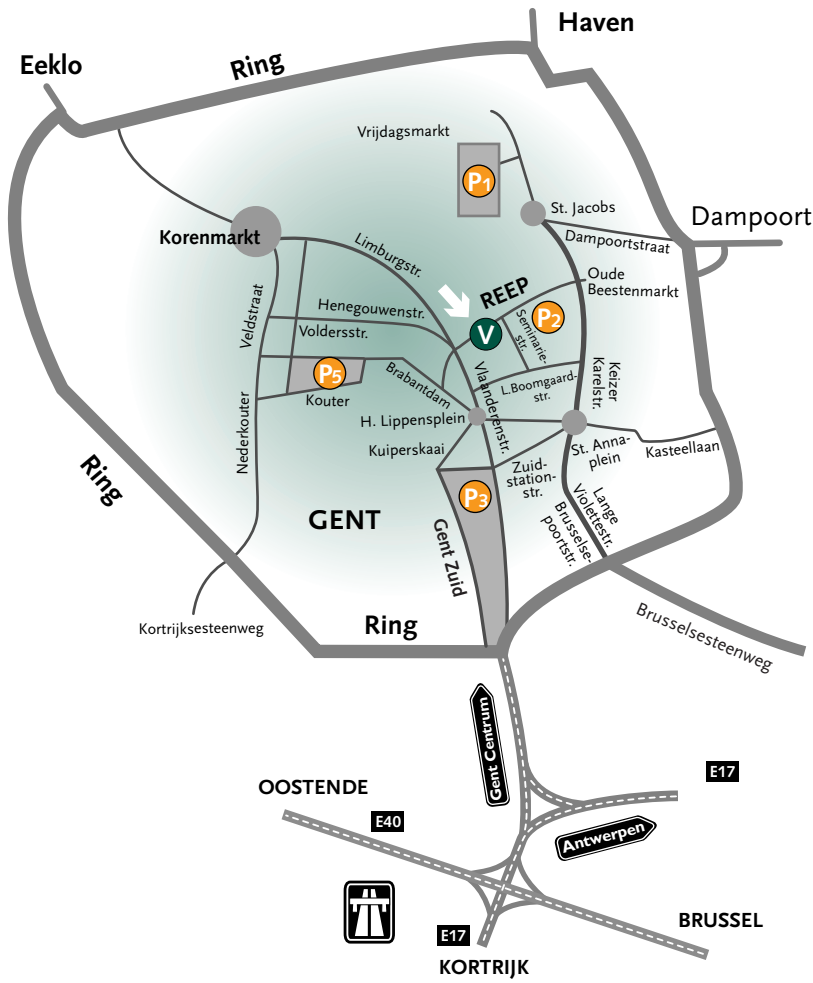 Haven
Eeklo
Ring
Vrijdagsmarkt
P1
St. Jacobs
Dampoort
Korenmarkt
Dampoortstraat
Limburgstr.
Oude
Beestenmarkt
REEP
Veldstraat
Henegouwenstr.
P2
V
Voldersstr.
Seminarie-
str.
P5
Brabantdam
Vlaanderenstr.
L.Boomgaard-
str.
Keizer
Karelstr.
Kouter
H. Lippensplein
Nederkouter
Kuiperskaai
St. Anna-
plein
Kasteellaan
Zuid-
station-
str.
Ring
P3
GENT
Lange
Violettestr.
Brusselse-
poortstr.
Gent Zuid
Kortrijksesteenweg
Ring
Brusselsesteenweg
Gent Centrum
E17
OOSTENDE
E40
Antwerpen
BRUSSEL
E17
KORTRIJK